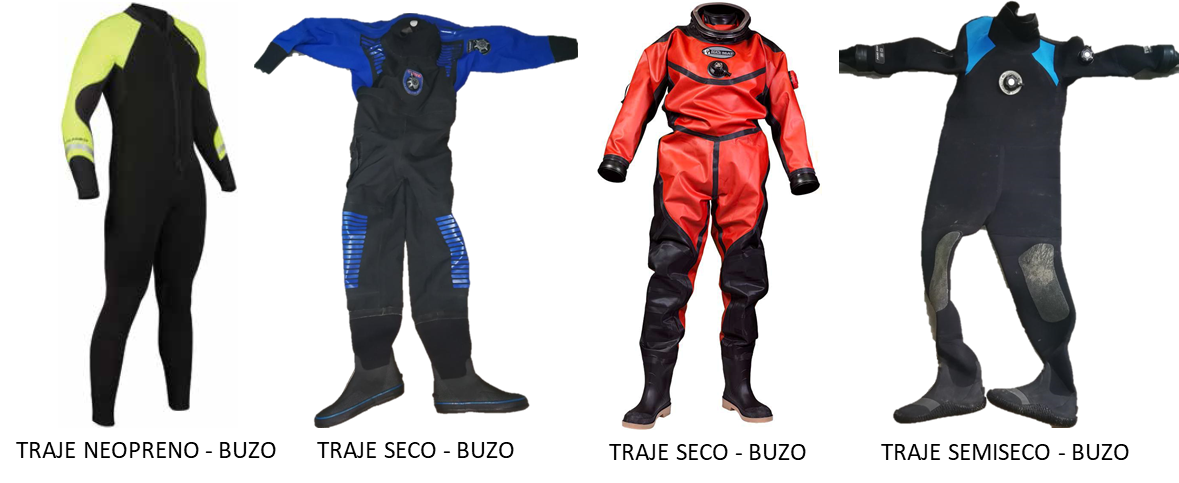 TRAJE NEOPRENO - BUZO
TRAJE SECO - BUZO
TRAJE SECO - BUZO
TRAJE SEMISECO - BUZO